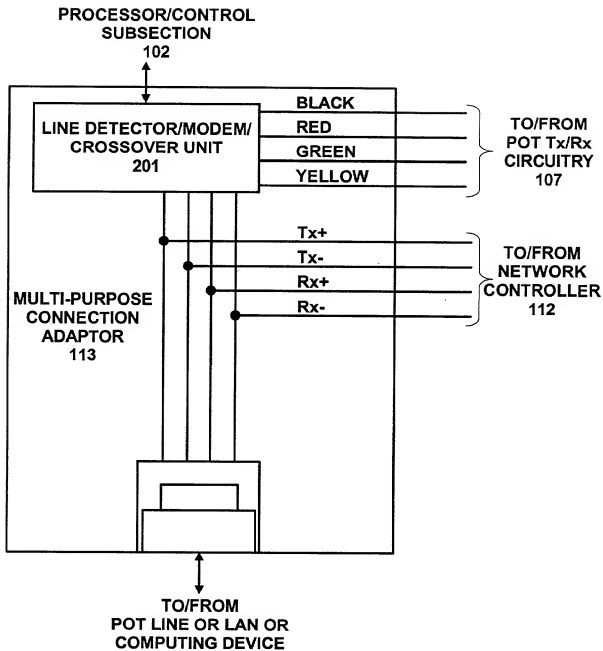 PROCESSOR/CONTROL
SUBSECTION
102
LINE DETECTOR/MODEM/
CROSSOVER UNIT
201
BLACK
RED
GREEN
YELLOW
TO/FROM
POT Tx/Rx
CIRCUITRY
107
Tx+
Tx-
Rx+
Rx-
TO/FROM
NETWORK
CONTROLLER
112
MULTI-PURPOSE
CONNECTION
ADAPTOR
113
TO/FROM
POT LINE OR LAN OR
COMPUTING DEVICE